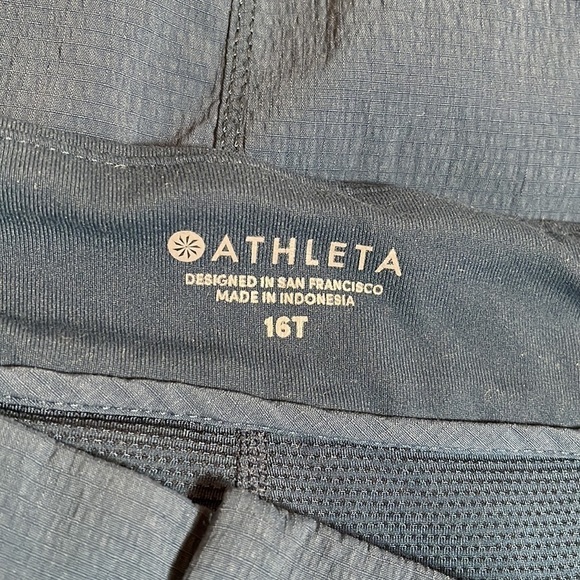 ATHLETA
DESIGNED IN SAN FRANCISCO
MADE IN INDONESIA
16T